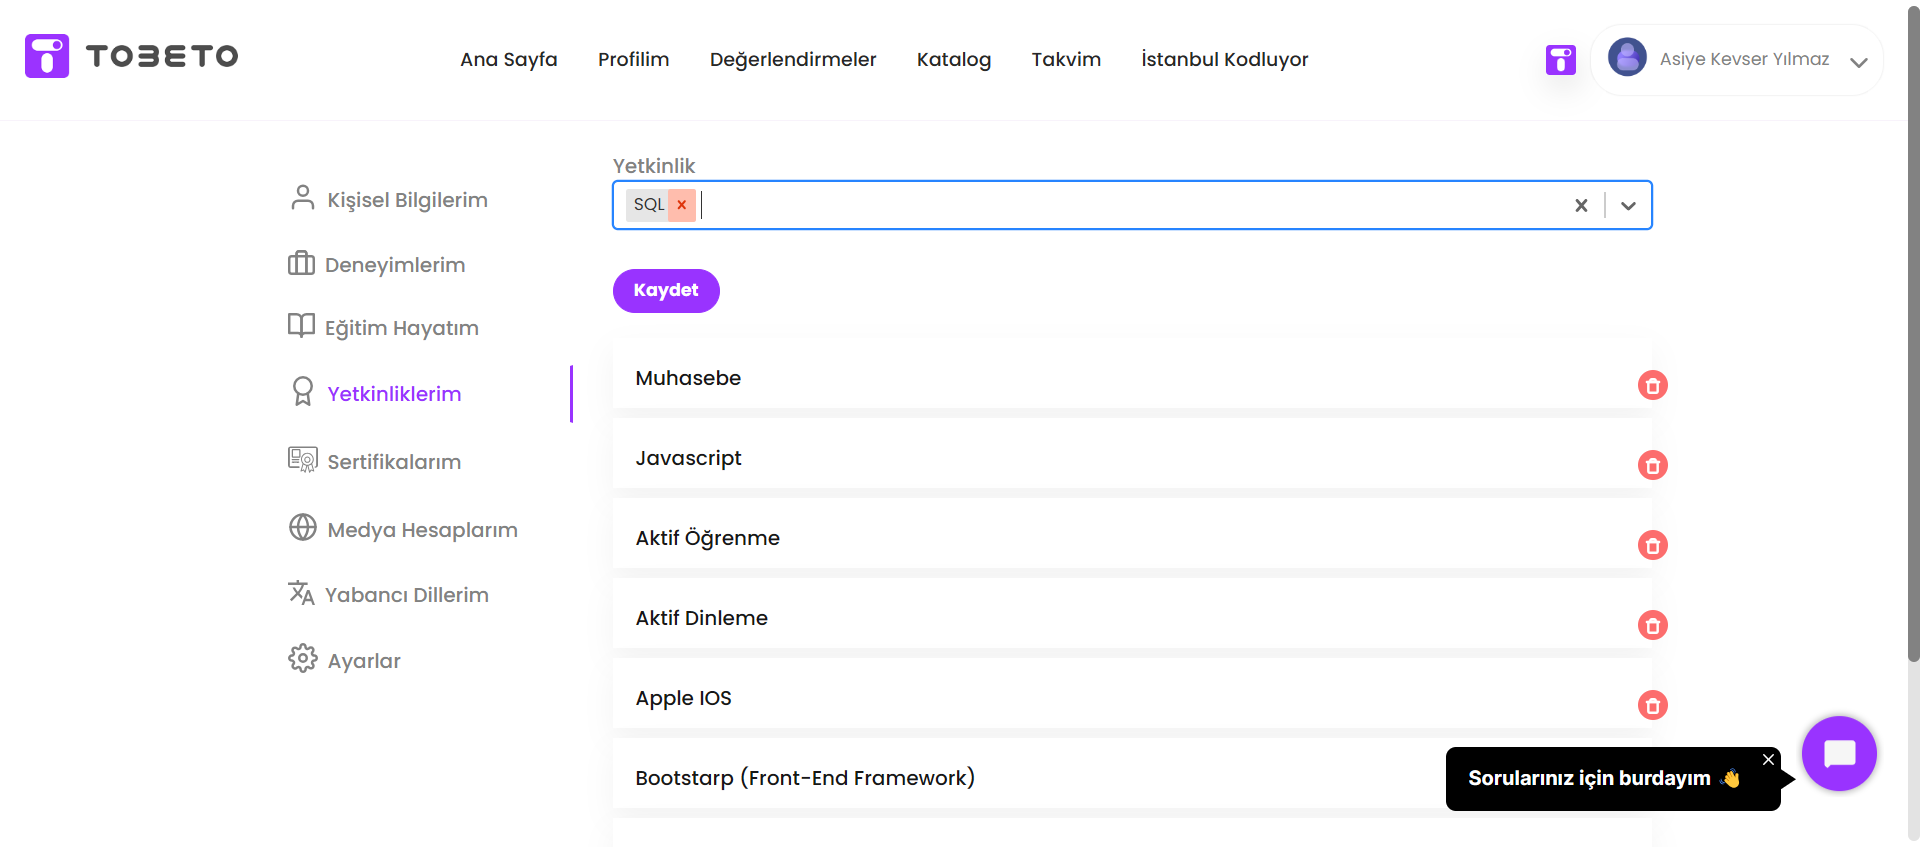 TOBETO
Ana Sayfa
Profilim
Değerlendirmeler
Katalog
Takvim
İstanbul Kodluyor
Asiye Kevser Yılmaz
Kişisel Bilgilerim
Deneyimlerim
Eğitim Hayatım
Yetkinliklerim
Sertifikalarım
Medya Hesaplarım
Yabancı Dillerim
Ayarlar
Yetkinlik
SQL
Kaydet
Muhasebe
Javascript
Aktif Öğrenme
Aktif Dinleme
Apple IOS
Bootstarp (Front-End Framework)
Sorularınız için burdayım 👋